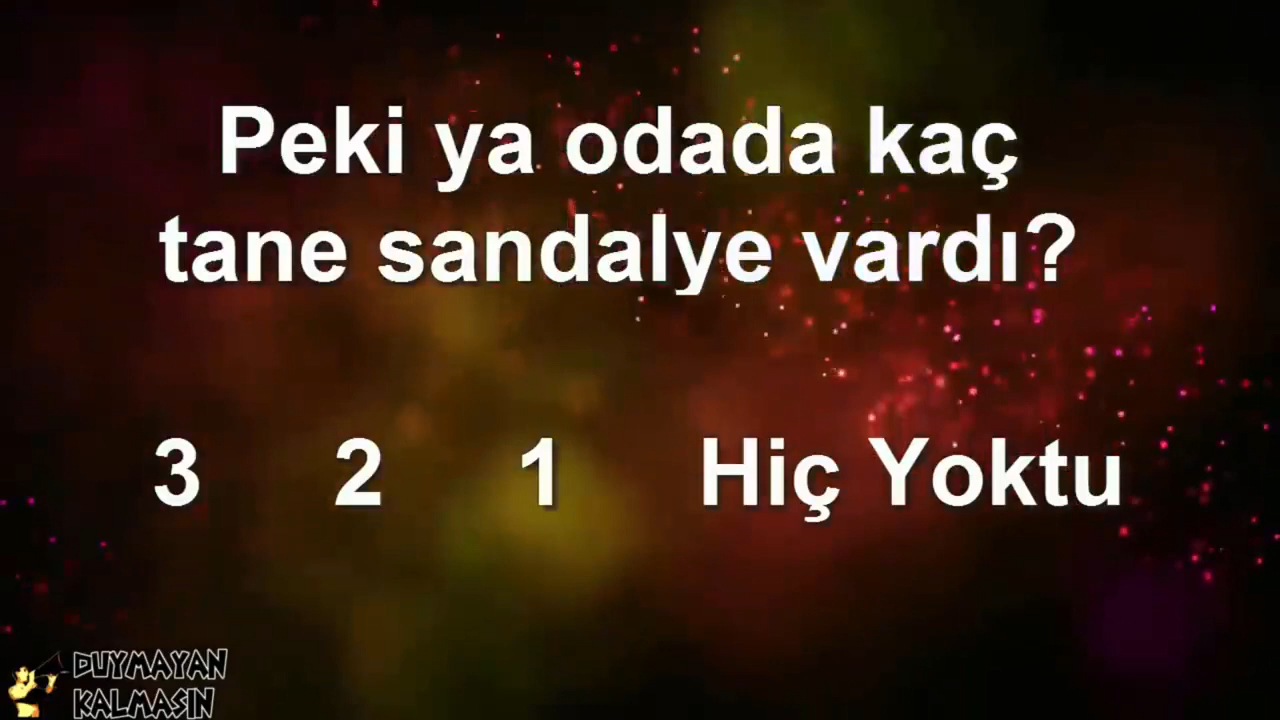 Peki ya odada kaç
tane sandalye vardı?
3 2 1 Hiç Yoktu
DUYMAYAN
KALMASIN